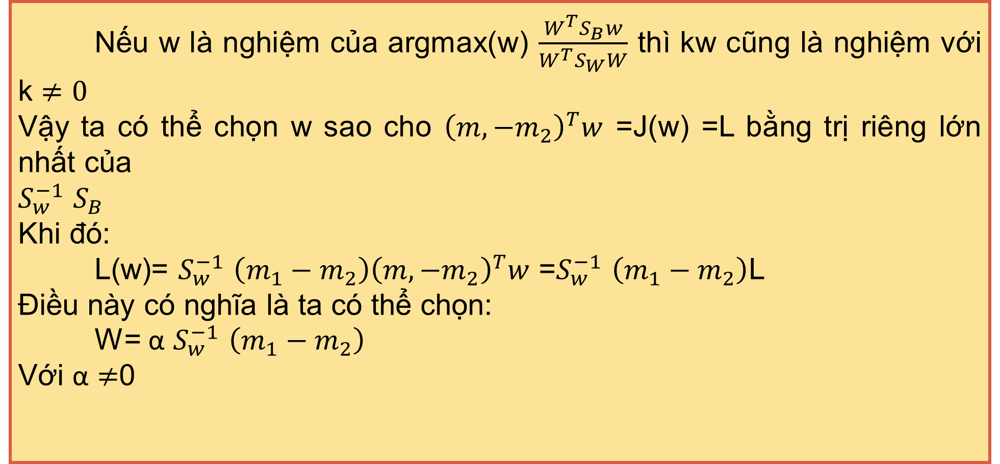 Nếu w là nghiệm của argmax(w) $\frac{W^T S_B w}{W^T S_W W}$ thì kw cũng là nghiệm với
k ≠ 0
Vậy ta có thể chọn w sao cho $(m, -m_2)^T w$ =J(w) =L bằng trị riêng lớn
nhất của
$S_w^{-1} \ S_B$
Khi đó:
L(w)= $S_w^{-1} \ (m_1 - m_2)(m, -m_2)^T w$ =$S_w^{-1} \ (m_1 - m_2)$L
Điều này có nghĩa là ta có thể chọn:
W= α $S_w^{-1} \ (m_1 - m_2)$
Với α ≠0